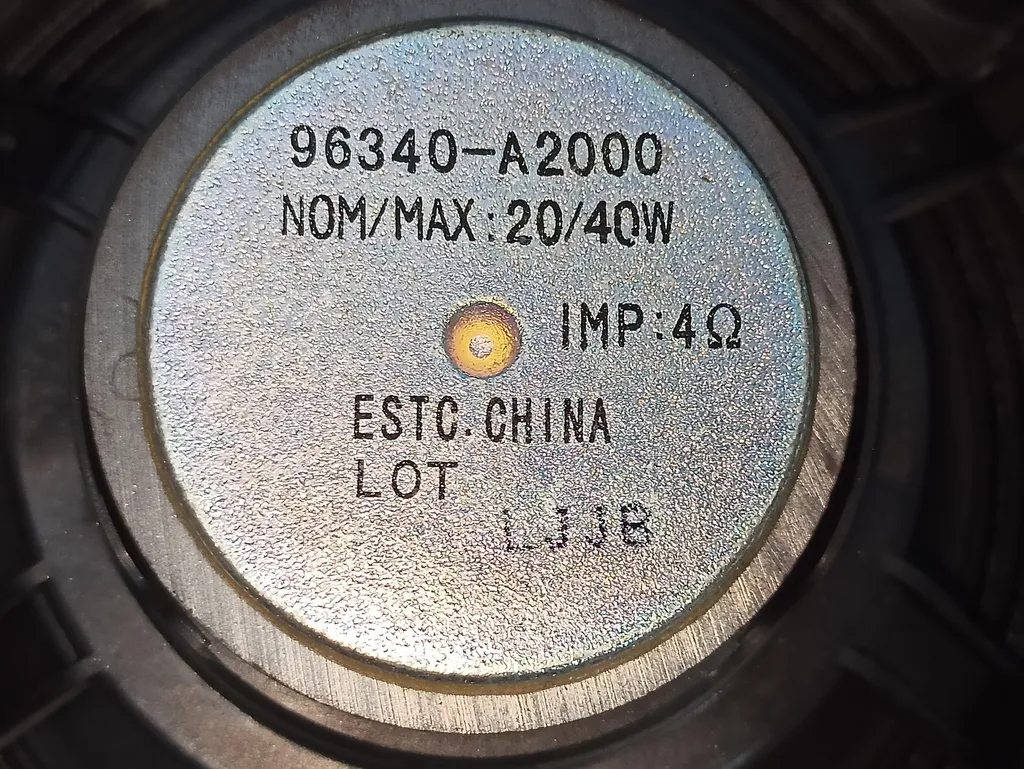 96340-A2000
NOM/MAX:20/40W
IMP:4Ω
ESTC.CHINA
LOT
LJJB